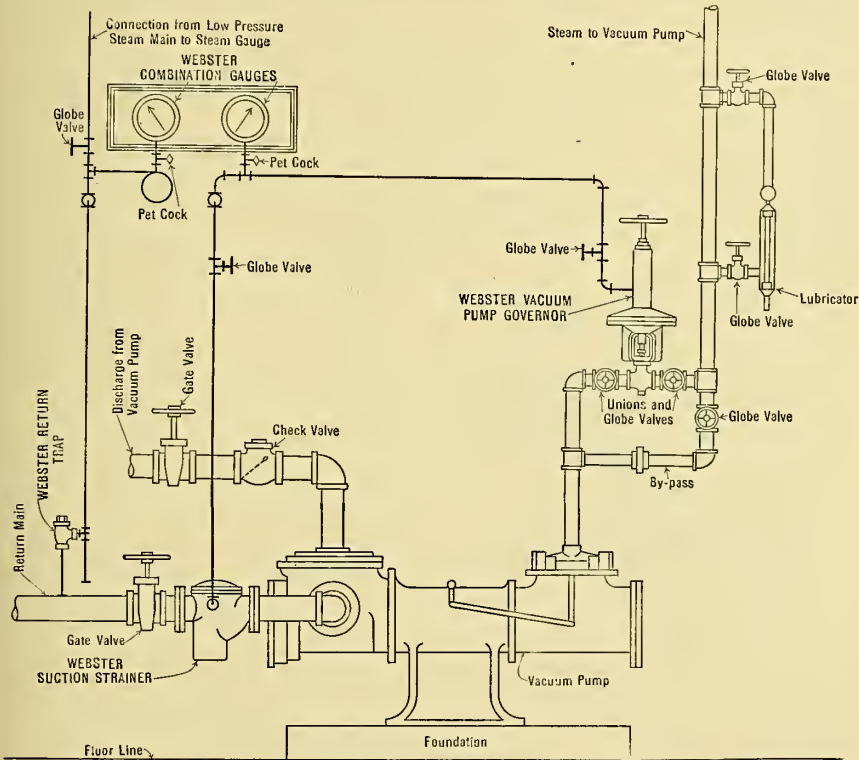 Connection from Low Pressure
Steam Main to Steam Gauge
WEBSTER
COMBINATION GAUGES
Steam to Vacuum Pump
Globe Valve
Globe
Valve
Pet Cock
Pet Cock
Globe Valve
Globe Valve
WEBSTER VACUUM
PUMP GOVERNOR
Globe Valve
Lubricator
Discharge from
Vacuum Pump
Gate Valve
Check Valve
Unions and
Globe Valves
Globe Valve
By-pass
WEBSTER RETURN
TRAP
Return Main
Gate Valve
WEBSTER
SUCTION STRAINER
Vacuum Pump
Foundation
Floor Line